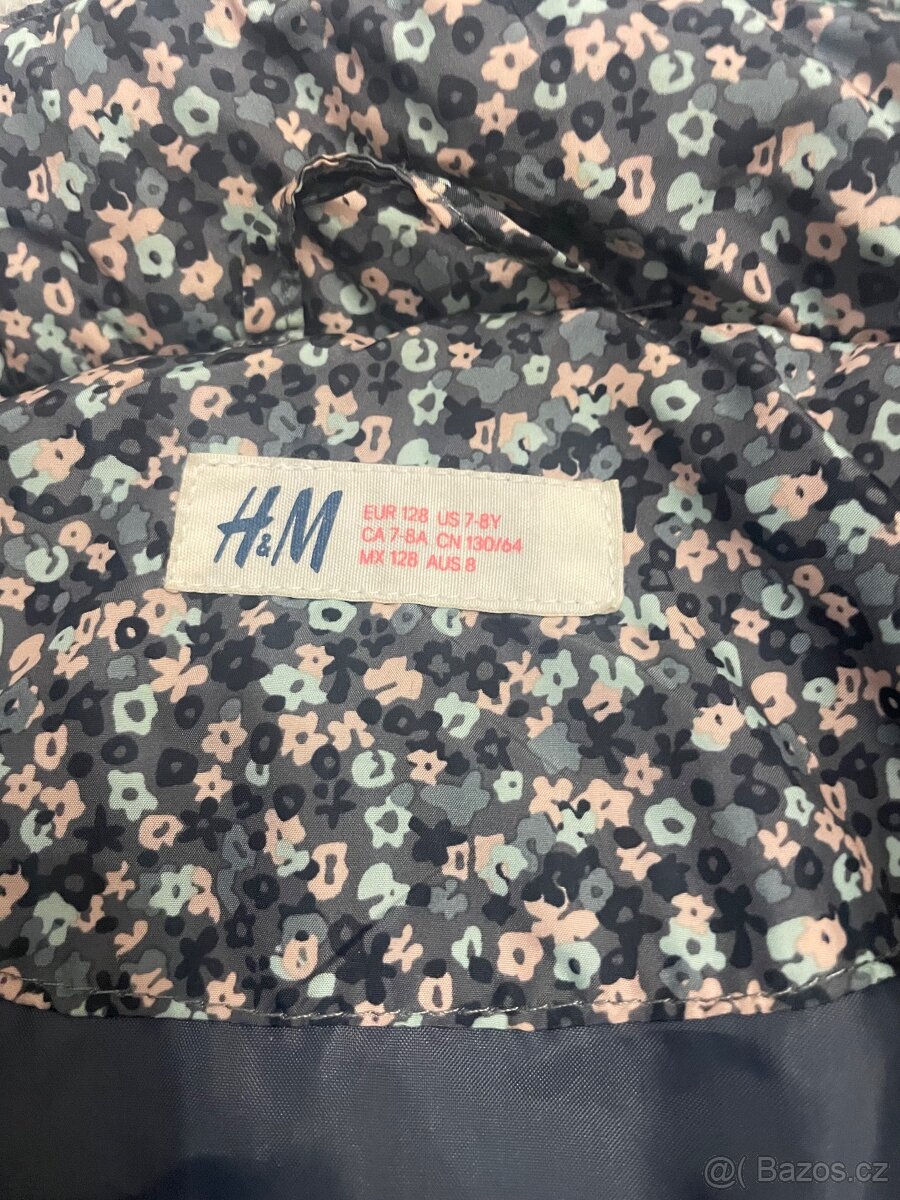 H&M
EUR 128 US 7-8Y
CA 7-8A CN 130/64
MX 128 AUS 8
@( Bazos.cz